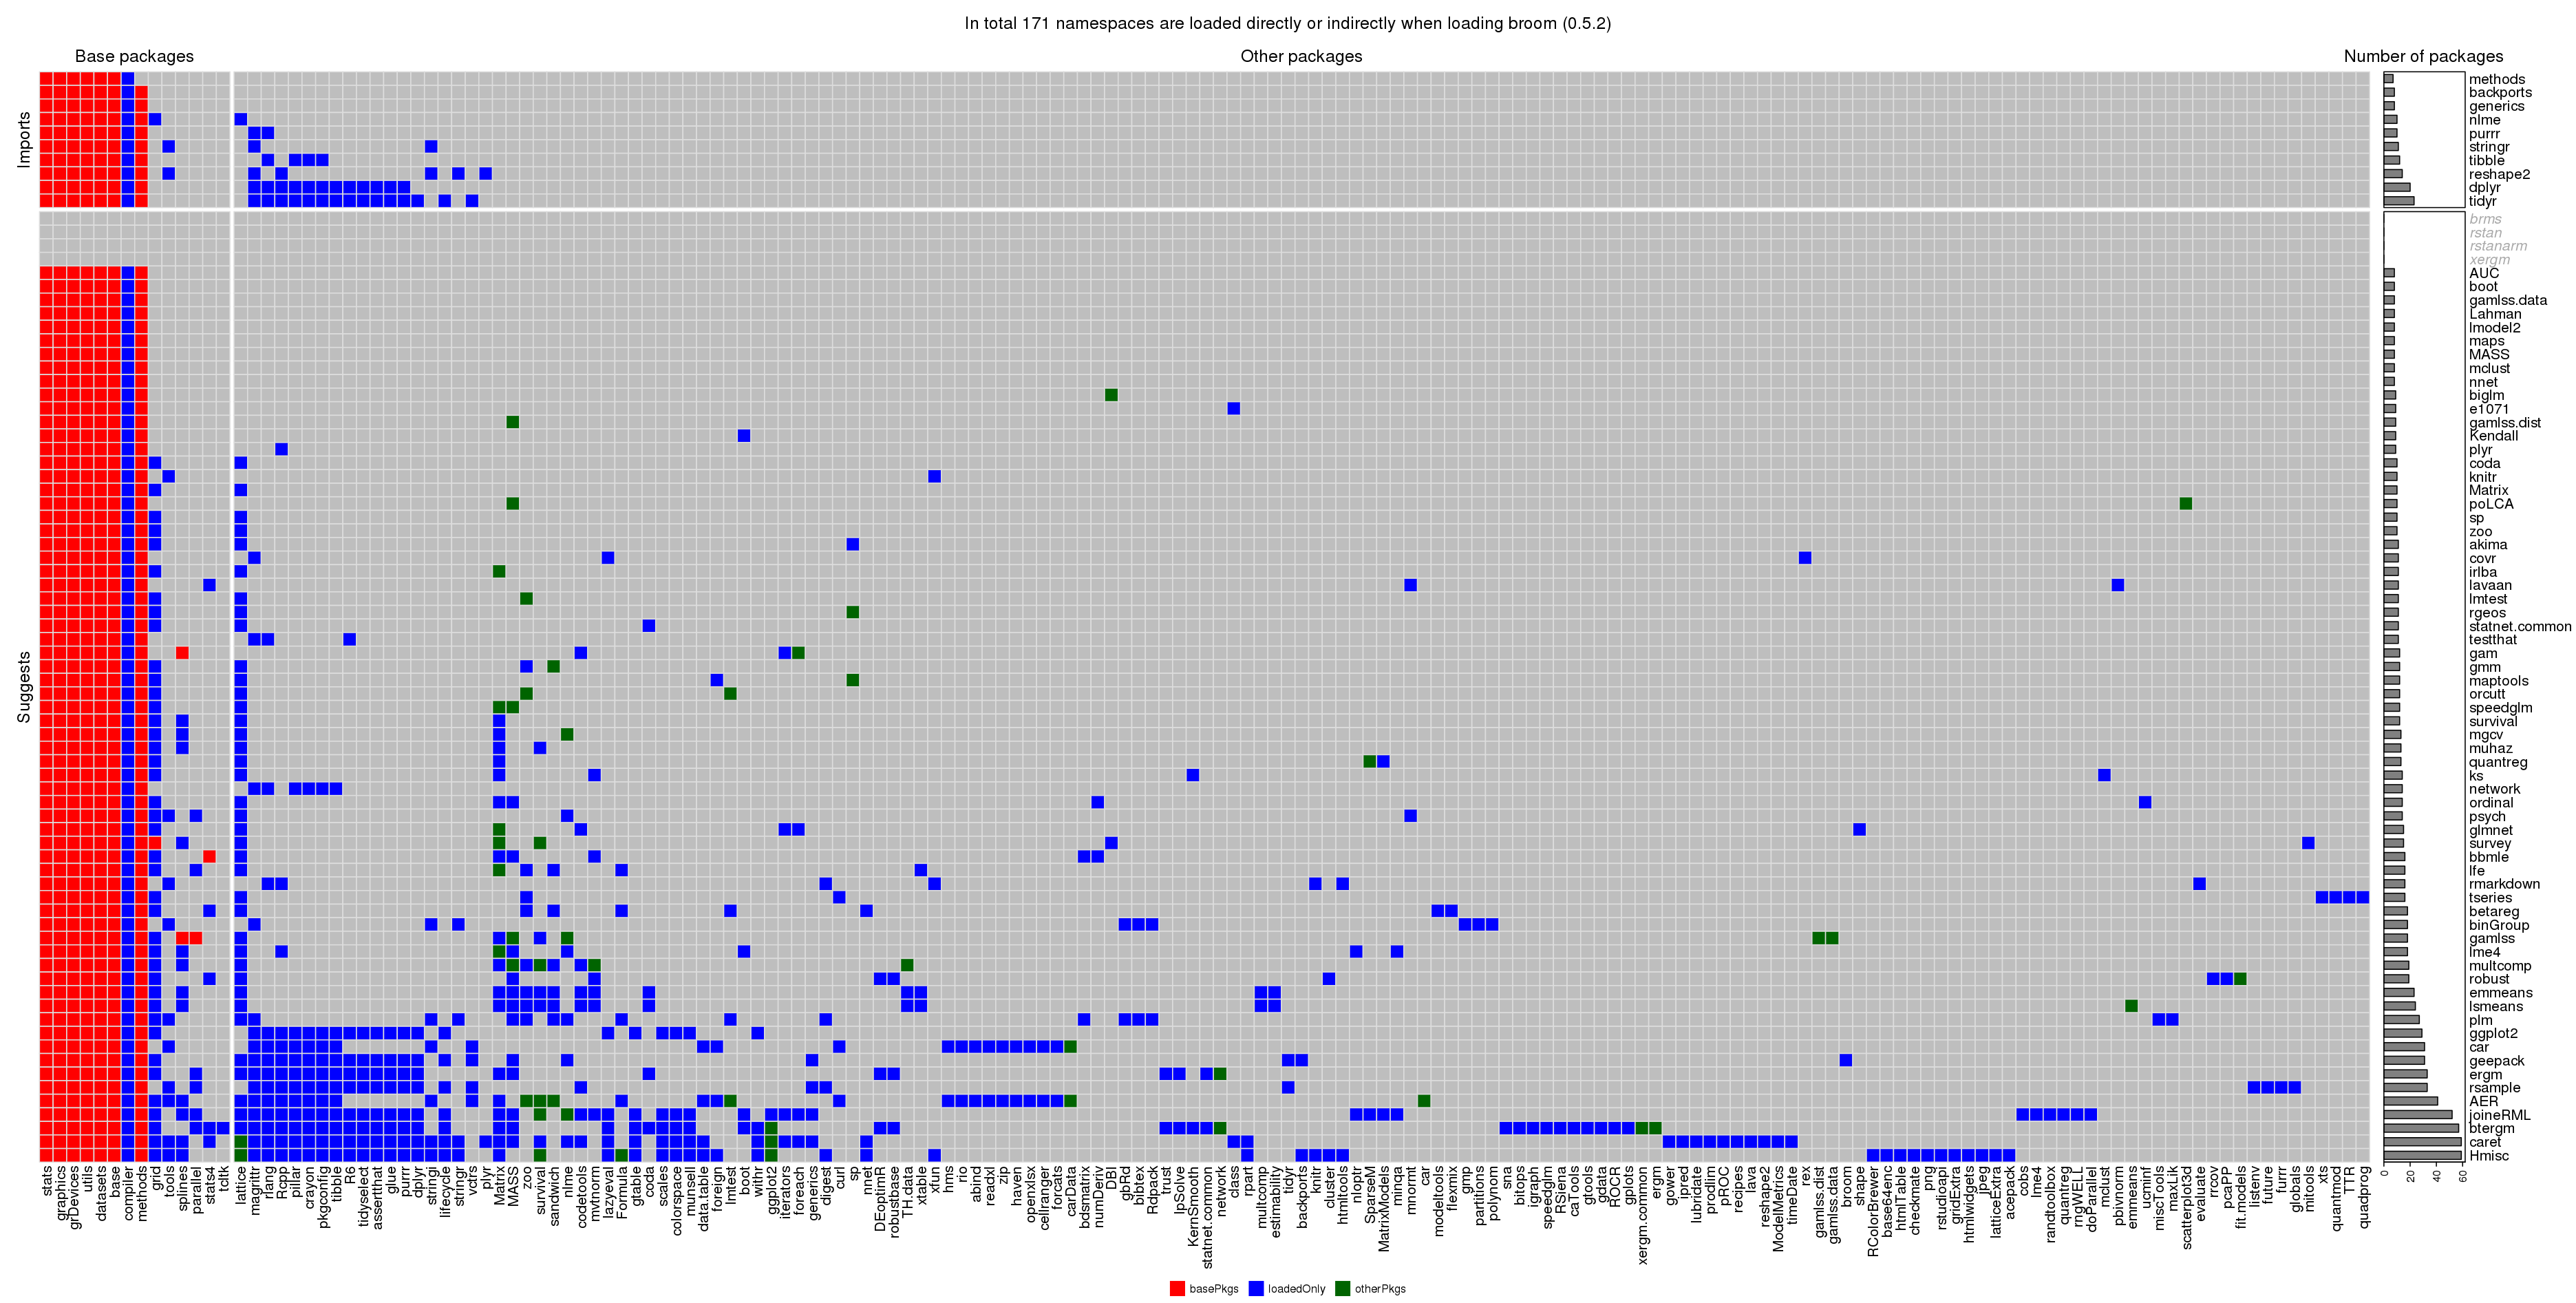 In total 171 namespaces are loaded directly or indirectly when loading broom (0.5.2)
Base packages
Other packages
Number of packages
Imports
methods
backports
generics
nlme
purrr
stringr
tibble
reshape2
dplyr
tidyr
Suggests
brms
rstan
rstanarm
xergm
AUC
boot
gamlss.data
Lahman
lmodel2
maps
MASS
mclust
nnet
biglm
e1071
gamlss.dist
Kendall
plyr
coda
knitr
Matrix
poLCA
sp
zoo
akima
covr
irlba
lavaan
lmtest
rgeos
statnet.common
testthat
gam
gmm
maptools
orcutt
speedglm
survival
mgcv
muhaz
quantreg
ks
network
ordinal
psych
glmnet
survey
bbmle
lfe
rmarkdown
tseries
betareg
binGroup
gamlss
lme4
multcomp
robust
emmeans
lsmeans
plm
ggplot2
car
geepack
ergm
rsample
AER
joineRML
btergm
caret
Hmisc
0
20
40
60
stats
graphics
grDevices
utils
datasets
base
compiler
methods
grid
tools
splines
parallel
stats4
tcltk
lattice
magrittr
rlang
Rcpp
pillar
crayon
pkgconfig
tibble
R6
tidyselect
assertthat
glue
purrr
dplyr
stringi
lifecycle
stringr
vctrs
plyr
Matrix
MASS
zoo
survival
sandwich
nlme
codetools
mvtnorm
lazyeval
Formula
gtable
coda
scales
colorspace
munsell
data.table
foreign
lmtest
boot
withr
ggplot2
iterators
foreach
generics
digest
curl
sp
nnet
DEoptimR
robustbase
TH.data
xtable
xfun
hms
rio
abind
readxl
zip
haven
openxlsx
cellranger
forcats
carData
bdsmatrix
numDeriv
DBI
gbRd
bibtex
Rdpack
trust
lpSolve
KernSmooth
statnet.common
network
class
rpart
multcomp
estimability
tidyr
backports
knitr
cluster
htmltools
nloptr
SparseM
MatrixModels
minqa
mnormt
car
modeltools
flexmix
gmp
partitions
polynom
sna
bitops
igraph
speedglm
RSiena
caTools
gtools
gdata
ROCR
gplots
xergm.common
ergm
gower
ipred
lubridate
prodlim
pROC
recipes
lava
reshape2
ModelMetrics
timeDate
rex
gamlss.dist
gamlss.data
broom
shape
RColorBrewer
base64enc
htmlTable
checkmate
png
rstudioapi
gridExtra
htmlwidgets
jpeg
latticeExtra
acepack
cobs
lme4
randtoolbox
quantreg
rngWELL
doParallel
mclust
pbivnorm
emmeans
ucminf
miscTools
maxLik
scatterplot3d
evaluate
rrcov
pcaPP
fit.models
listenv
future
furrr
globals
mitools
xts
quantmod
TTR
quadprog
basePkgs
loadedOnly
otherPkgs